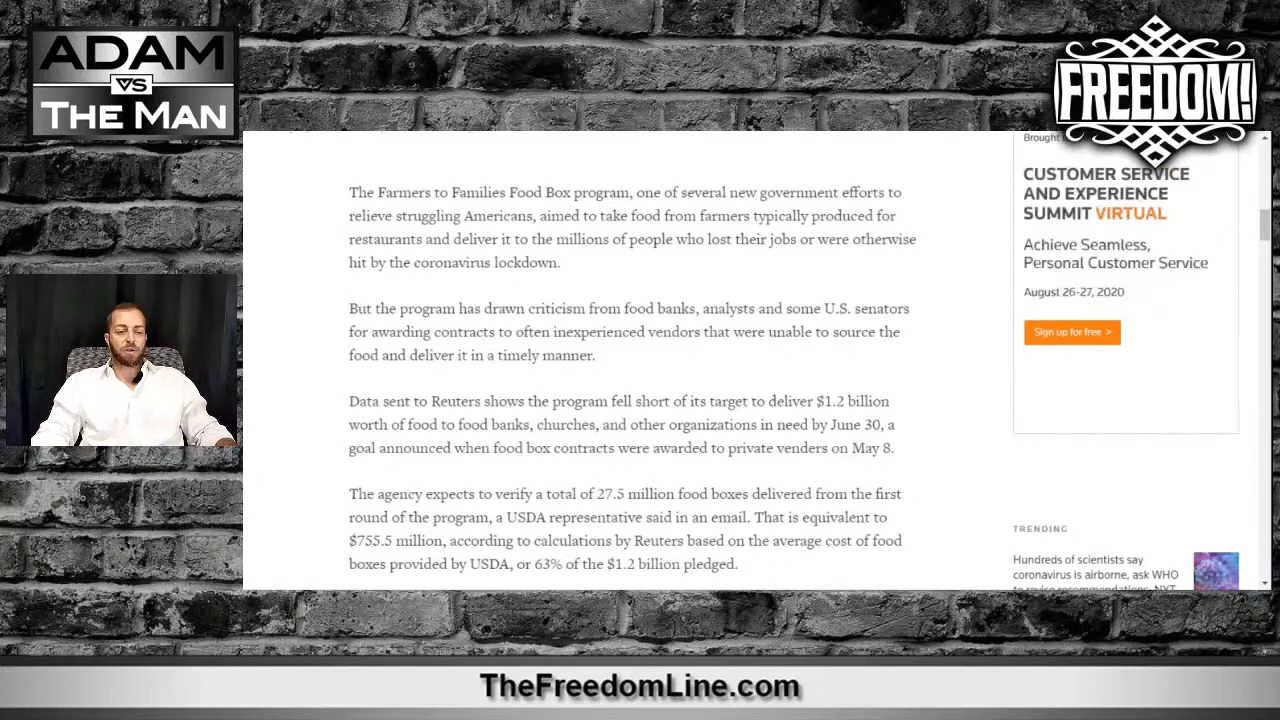 ADAM
VS
THE MAN
FREEDOM!
The Farmers to Families Food Box program, one of several new government efforts to
relieve struggling Americans, aimed to take food from farmers typically produced for
restaurants and deliver it to the millions of people who lost their jobs or were otherwise
hit by the coronavirus lockdown.
But the program has drawn criticism from food banks, analysts and some U.S. senators
for awarding contracts to often inexperienced vendors that were unable to source the
food and deliver it in a timely manner.
Data sent to Reuters shows the program fell short of its target to deliver $1.2 billion
worth of food to food banks, churches, and other organizations in need by June 30, a
goal announced when food box contracts were awarded to private venders on May 8.
The agency expects to verify a total of 27.5 million food boxes delivered from the first
round of the program, a USDA representative said in an email. That is equivalent to
$755.5 million, according to calculations by Reuters based on the average cost of food
boxes provided by USDA, or 63% of the $1.2 billion pledged.
Brought
CUSTOMER SERVICE
AND EXPERIENCE
SUMMIT VIRTUAL
Achieve Seamless,
Personal Customer Service
August 26-27, 2020
Sign up for free >
TRENDING
Hundreds of scientists say
coronavirus is airborne, ask WHO
to revise recommendations: NYT
TheFreedomLine.com